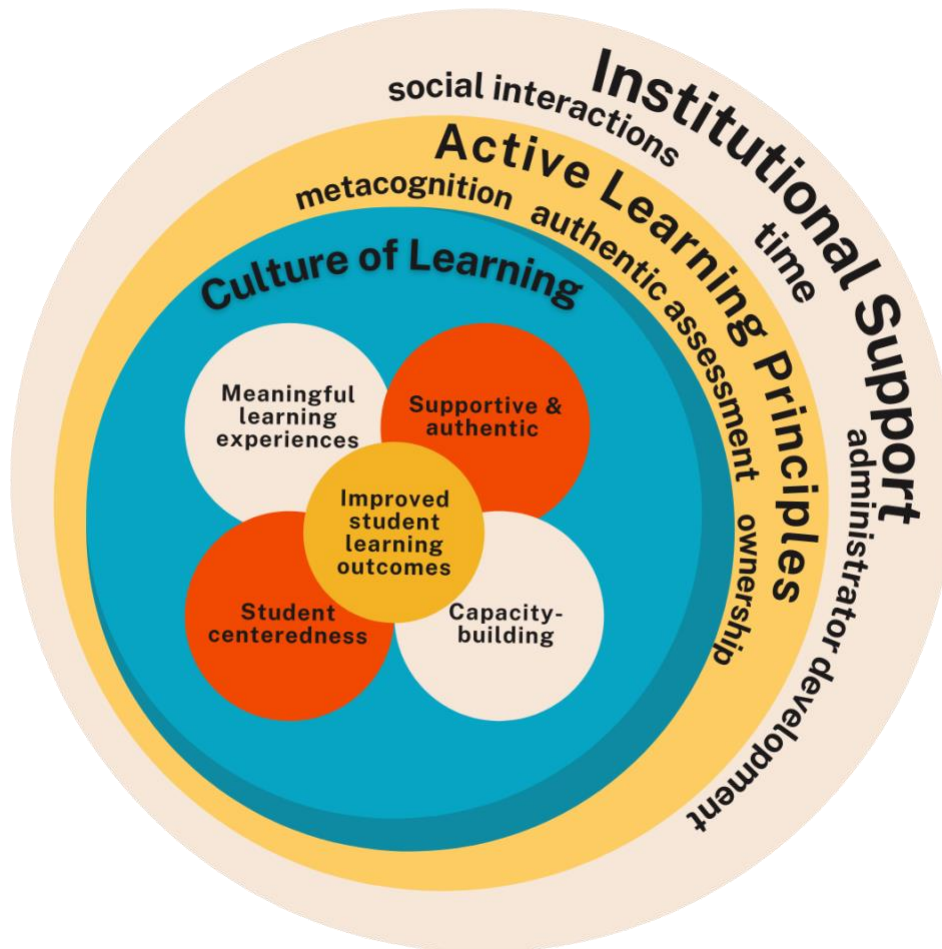 Institutional Support
social interactions
time
administrator development
Active Learning Principles
metacognition
authentic assessment
ownership
Culture of Learning
Meaningful
learning
experiences
Supportive &
authentic
Improved
student
learning
outcomes
Student
centeredness
Capacity-
building